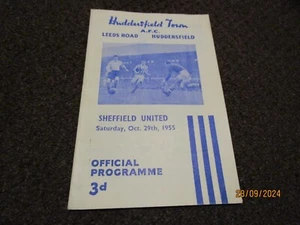 Huddersfield Town
A.F.C.
LEEDS ROAD HUDDERSFIELD
SHEFFIELD UNITED
Saturday, Oct. 29th, 1955
OFFICIAL
PROGRAMME
3d
28/09/2024